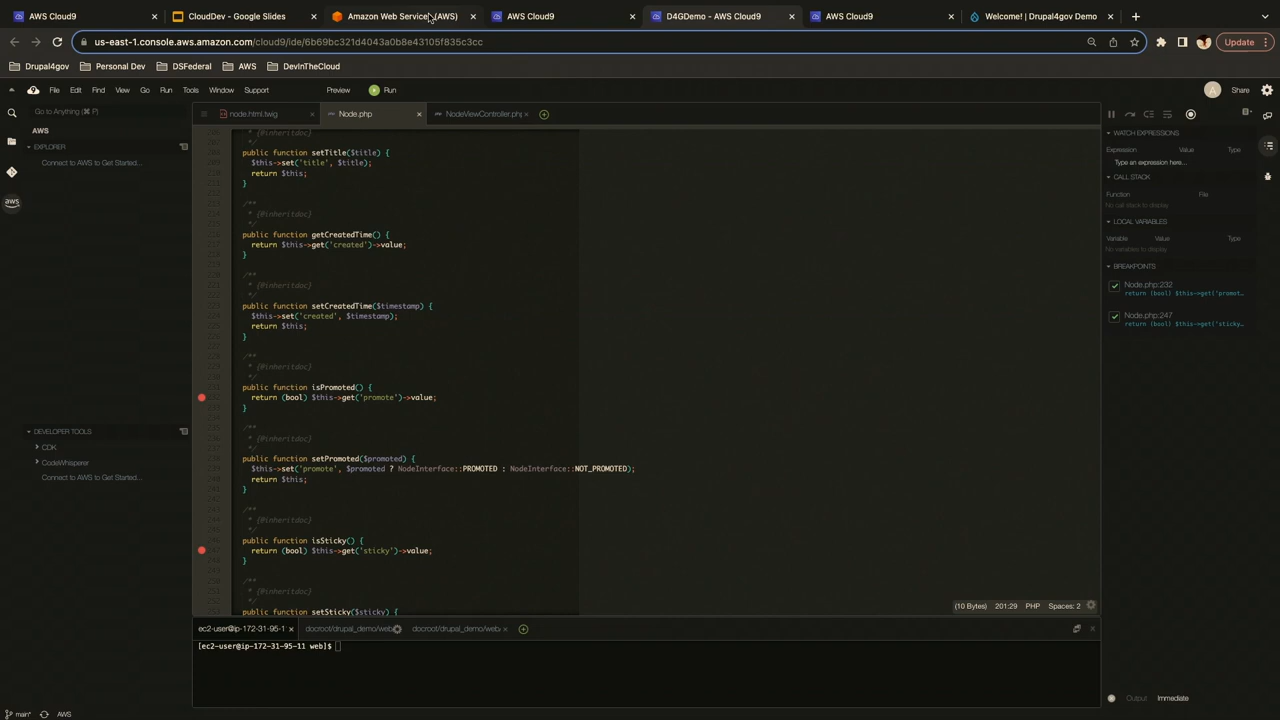 AWS Cloud9
CloudDev - Google Slides
Amazon Web Services (AWS)
AWS Cloud9
D4GDemo - AWS Cloud9
AWS Cloud9
Welcome! | Drupal4gov Demo
us-east-1.console.aws.amazon.com/cloud9/ide/6b69bc321d4043a0b8e43105f835c3cc
Update
Drupal4gov
Personal Dev
DSFederal
AWS
DevInTheCloud
File Edit Find View Go Run Tools Window Support
Preview
Run
A
Share
Go to Anything (⌘ P)
AWS
EXPLORER
Connect to AWS to Get Started...
aws
DEVELOPER TOOLS
CDK
CodeWhisperer
Connect to AWS to Get Started...
node.html.twig
Node.php
NodeViewController.php
* {@inheritdoc}
*/
public function setTitle($title) {
$this->set('title', $title);
return $this;
}
/**
* {@inheritdoc}
*/
public function getCreatedTime() {
return $this->get('created')->value;
}
/**
* {@inheritdoc}
*/
public function setCreatedTime($timestamp) {
$this->set('created', $timestamp);
return $this;
}
/**
* {@inheritdoc}
*/
public function isPromoted() {
return (bool) $this->get('promote')->value;
}
/**
* {@inheritdoc}
*/
public function setPromoted($promoted) {
$this->set('promote', $promoted ? NodeInterface::PROMOTED : NodeInterface::NOT_PROMOTED);
return $this;
}
/**
* {@inheritdoc}
*/
public function isSticky() {
return (bool) $this->get('sticky')->value;
}
/**
* {@inheritdoc}
*/
public function setSticky($sticky) {
(10 Bytes) 201:29 PHP Spaces: 2
WATCH EXPRESSIONS
Expression Value Type
Type an expression here...
CALL STACK
Function File
No call stack to display
LOCAL VARIABLES
Variable Value Type
No variables to display
BREAKPOINTS
Node.php:232
return (bool) $this->get('promot...
Node.php:247
return (bool) $this->get('sticky...
ec2-user@ip-172-31-95-1
docroot/drupal_demo/web
docroot/drupal_demo/web
[ec2-user@ip-172-31-95-11 web]$
Output Immediate
main* AWS